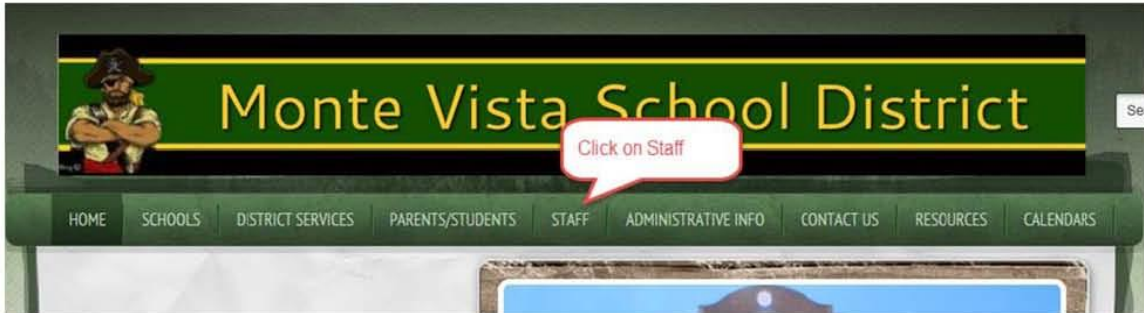 Monte Vista School District
Se
Click on Staff
HOME SCHOOLS DISTRICT SERVICES PARENTS/STUDENTS STAFF ADMINISTRATIVE INFO CONTACT US RESOURCES CALENDARS